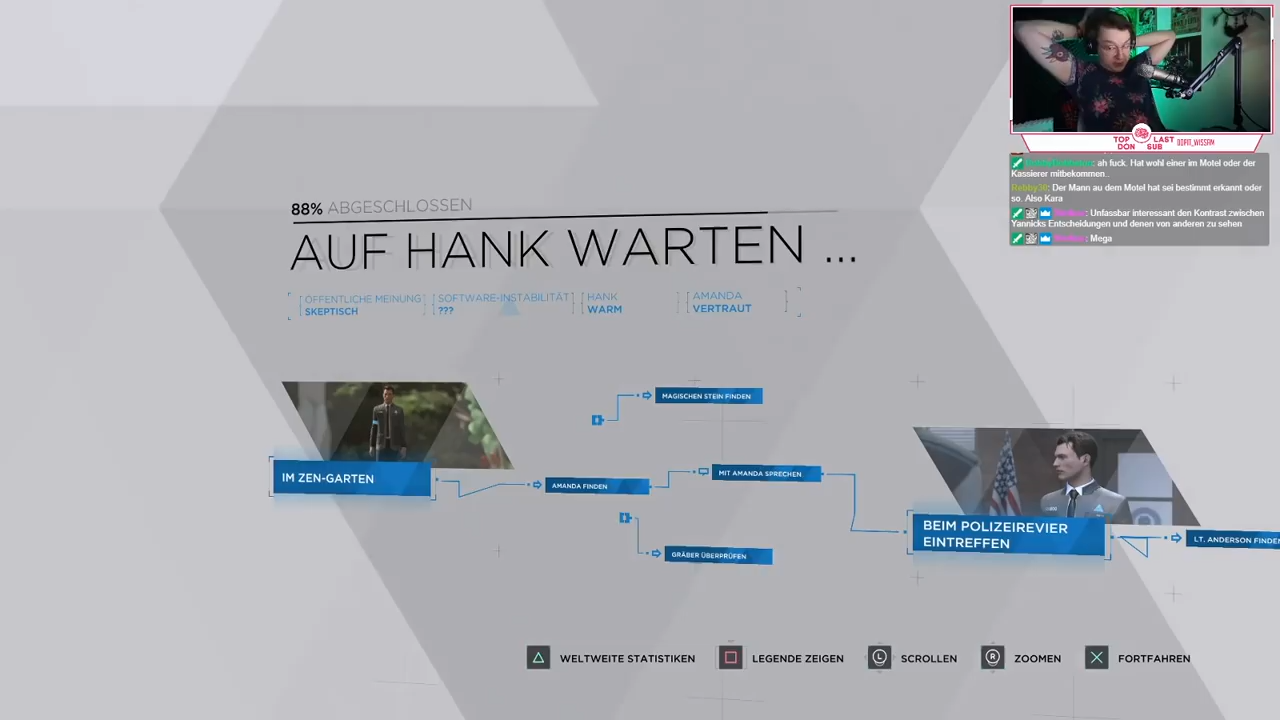 88% ABGESCHLOSSEN
AUF HANK WARTEN ...
ÖFFENTLICHE MEINUNG
SKEPTISCH
SOFTWARE-INSTABILITÄT
???
HANK
WARM
AMANDA
VERTRAUT
IM ZEN-GARTEN
AMANDA FINDEN
MAGISCHEN STEIN FINDEN
MIT AMANDA SPRECHEN
GRÄBER ÜBERPRÜFEN
BEIM POLIZEIREVIER
EINTREFFEN
LT. ANDERSON FINDEN
WELTWEITE STATISTIKEN
LEGENDE ZEIGEN
L SCROLLEN
R ZOOMEN
FORTFAHREN
TOP DON
LAST SUB
: ah fuck. Hat wohl einer im Motel oder der
Kassierer mitbekommen..
Robby36: Der Mann au dem Motel hat sei bestimmt erkannt oder
so. Also Kara
: Unfassbar interessant den Kontrast zwischen
Yannicks Entscheidungen und denen von anderen zu sehen
: Mega